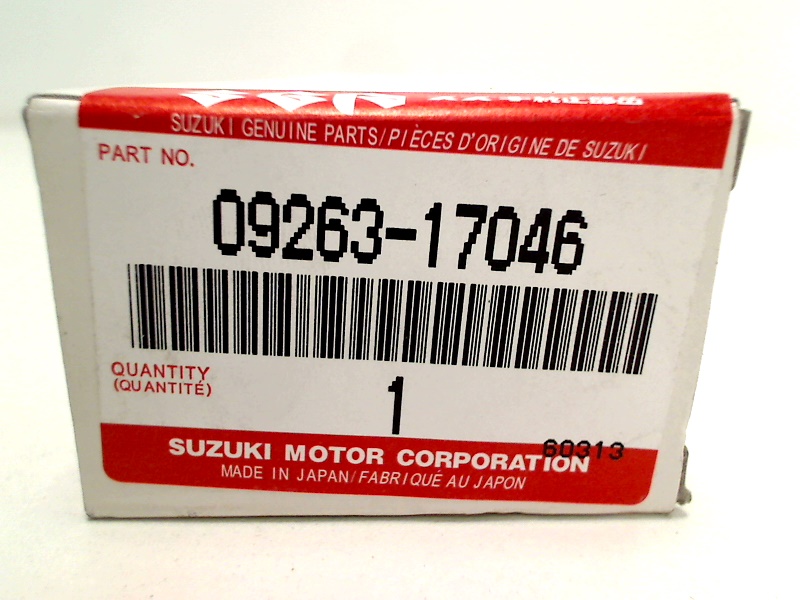 SUZUKI GENUINE PARTS/PIÈCES D'ORIGINE DE SUZUKI
PART NO.
09263-17046
QUANTITY
(QUANTITÉ)
1
60313
SUZUKI MOTOR CORPORATION
MADE IN JAPAN/FABRIQUÉ AU JAPON